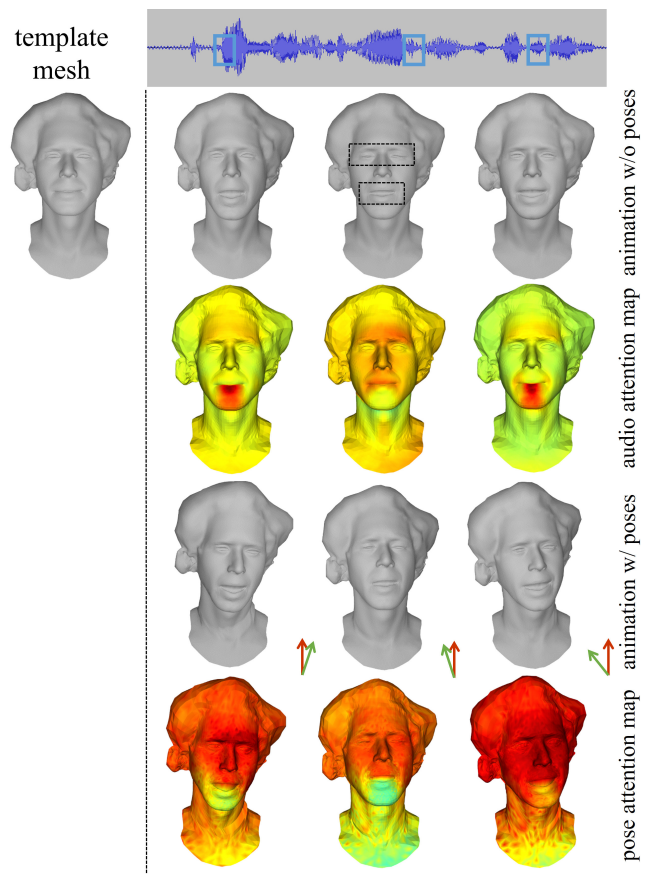 template
mesh
animation w/o poses
audio attention map
animation w/ poses
pose attention map